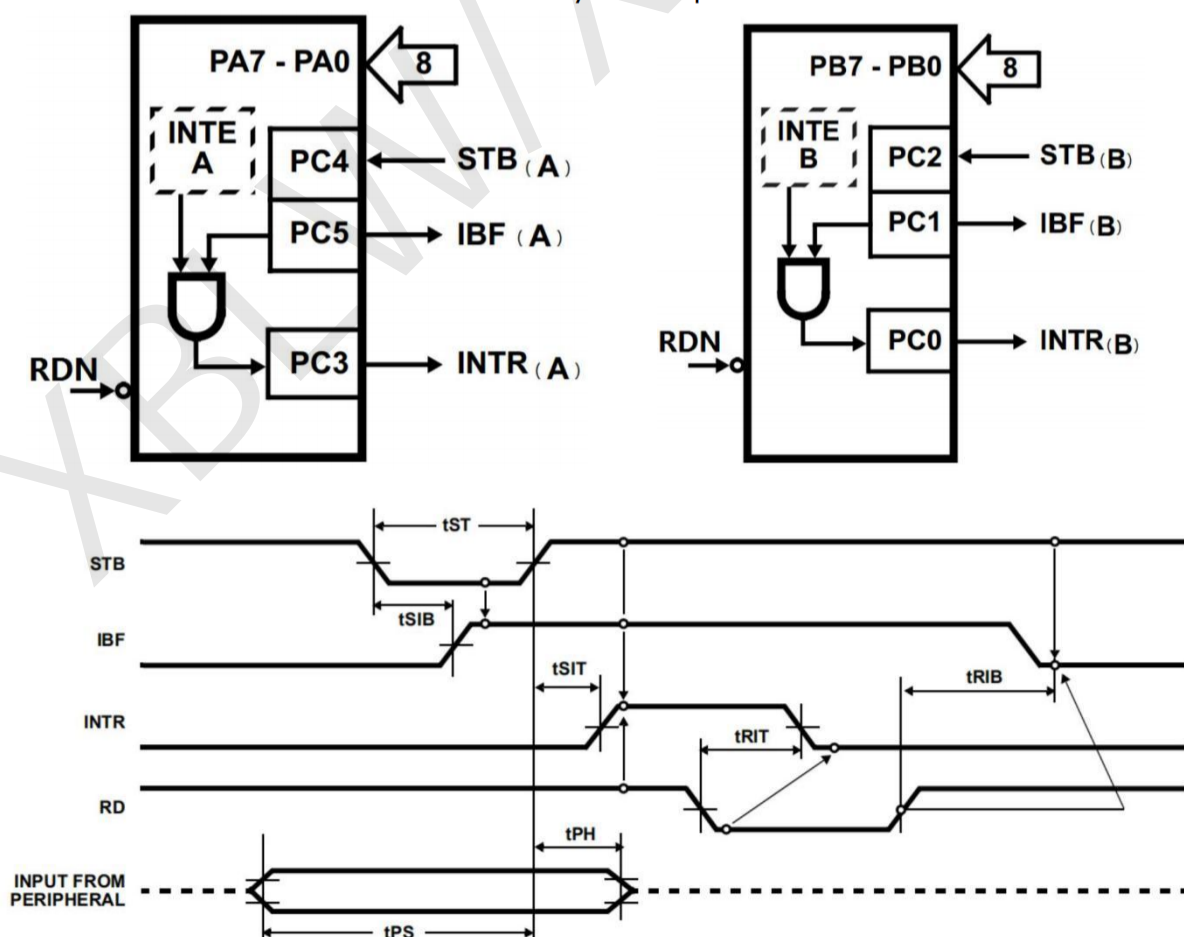 PA7 - PA0
8
INTE
A
PC4
STB (A)
PC5
IBF (A)
PC3
INTR (A)
RDN
PB7 - PB0
8
INTE
B
PC2
STB (B)
PC1
IBF (B)
PC0
INTR (B)
RDN
tST
STB
tSIB
IBF
tSIT
tRIB
INTR
tRIT
RD
tPH
INPUT FROM
PERIPHERAL
tPS